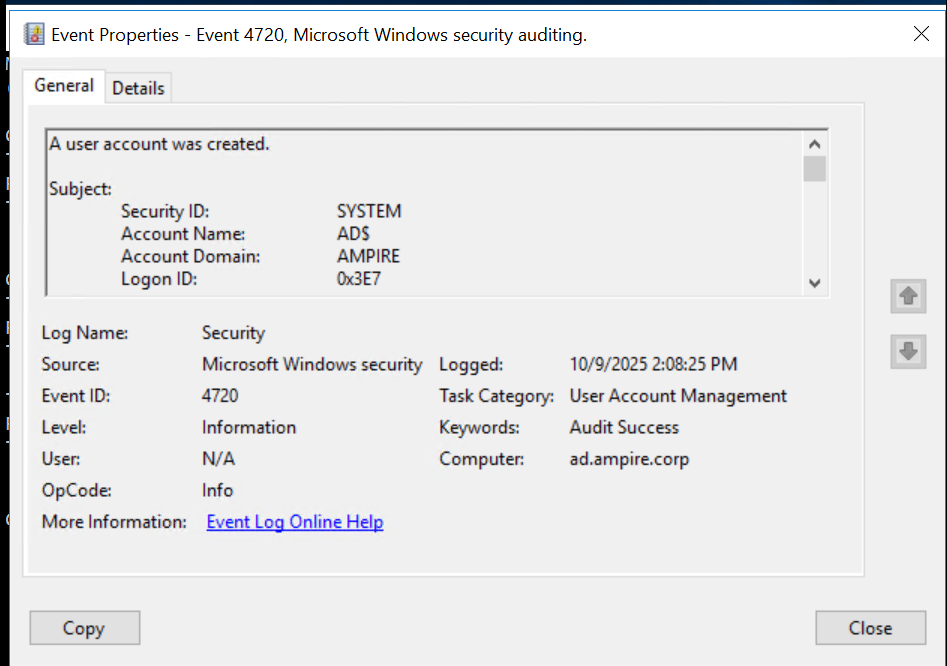 Event Properties - Event 4720, Microsoft Windows security auditing.
General Details
A user account was created.
Subject:
Security ID: SYSTEM
Account Name: AD$
Account Domain: AMPIRE
Logon ID: 0x3E7
Log Name: Security
Source: Microsoft Windows security Logged: 10/9/2025 2:08:25 PM
Event ID: 4720 Task Category: User Account Management
Level: Information Keywords: Audit Success
User: N/A Computer: ad.ampire.corp
OpCode: Info
More Information: Event Log Online Help
Copy Close